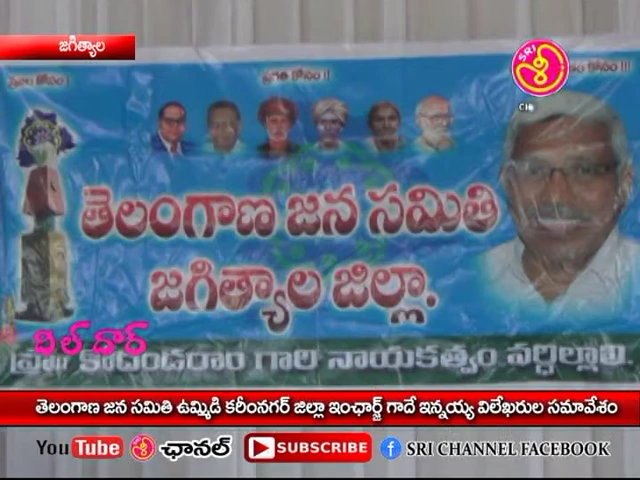 జగిత్యాల
ప్రగతి కోసం !!
కోసం !!!
SRI
శ్రీ
తెలంగాణ జన సమితి
జగిత్యాల జిల్లా.
దిల్ దార్
ప్రొ॥ కోదండరాం గారి నాయకత్వం వర్ధిల్లాలి.
తెలంగాణ జన సమితి ఉమ్మిడి కరీంనగర్ జిల్లా ఇంఛార్జ్ గాదే ఇన్నయ్య విలేఖరుల సమావేశం
YouTube శ్రీ ఛానల్ SUBSCRIBE f SRI CHANNEL FACEBOOK